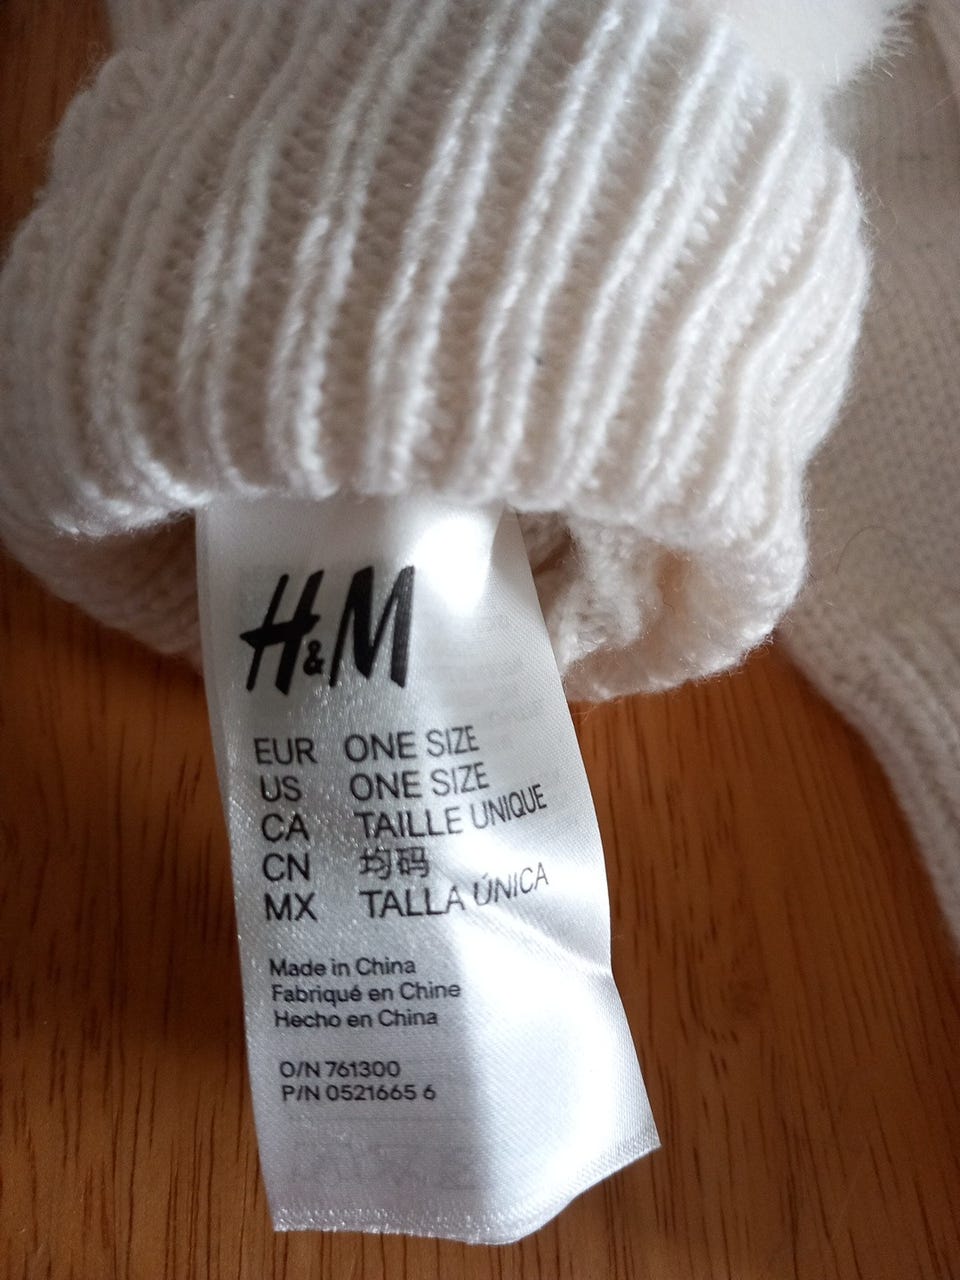 H&M
EUR ONE SIZE
US ONE SIZE
CA TAILLE UNIQUE
CN 均码
MX TALLA ÚNICA
Made in China
Fabriqué en Chine
Hecho en China
O/N 761300
P/N 0521665 6